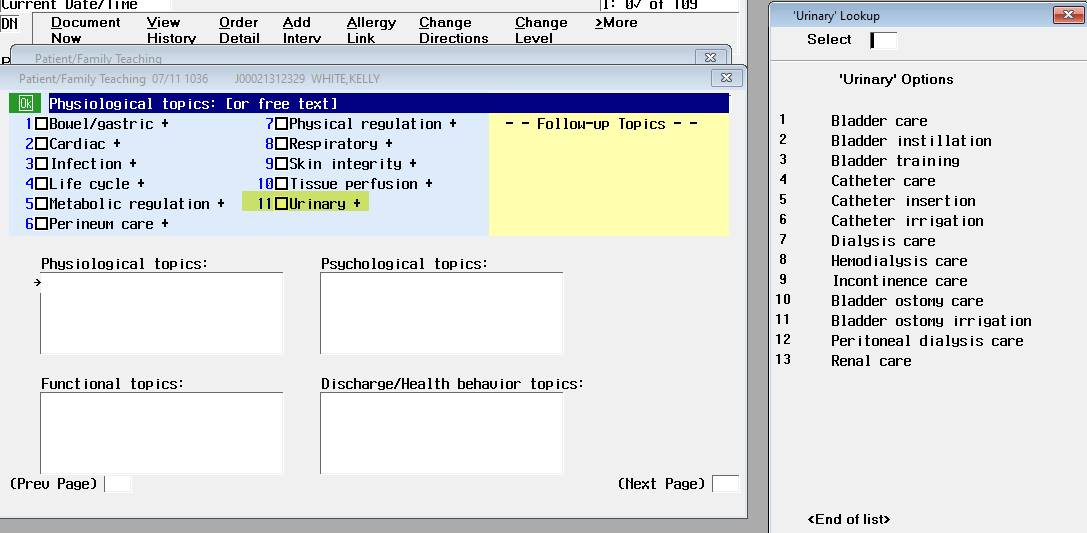 Current Date/Time
of 109
DN
Document View Order Add Allergy Change Change >More
Now History Detail Interv Link Directions Level
Patient/Family Teaching
Patient/Family Teaching 07/11 1036 J00021312329 WHITE,KELLY
Ok Physiological topics: [or free text]
1 Bowel/gastric + 7 Physical regulation + - - Follow-up Topics - -
2 Cardiac + 8 Respiratory +
3 Infection + 9 Skin integrity +
4 Life cycle + 10 Tissue perfusion +
5 Metabolic regulation + 11 Urinary +
6 Perineum care +
Physiological topics: Psychological topics:
Functional topics: Discharge/Health behavior topics:
(Prev Page) (Next Page)
'Urinary' Lookup
Select
'Urinary' Options
1 Bladder care
2 Bladder instillation
3 Bladder training
4 Catheter care
5 Catheter insertion
6 Catheter irrigation
7 Dialysis care
8 Hemodialysis care
9 Incontinence care
10 Bladder ostomy care
11 Bladder ostomy irrigation
12 Peritoneal dialysis care
13 Renal care
<End of list>